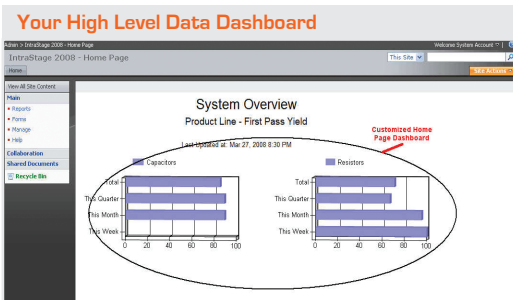 Your High Level Data Dashboard
Admin > IntraStage 2008 - Home Page
Welcome System Account
IntraStage 2008 - Home Page
This Site
Home
Site Actions
View All Site Content
Main
Reports
Forms
Manage
Help
Collaboration
Shared Documents
Recycle Bin
System Overview
Product Line - First Pass Yield
Customized Home
Page Dashboard
Last Updated at: Mar 27, 2008 8:30 PM
Capacitors
Resistors
Total
This Quarter
This Month
This Week
0 20 40 60 80 100
Total
This Quarter
This Month
This Week
0 20 40 60 80 100